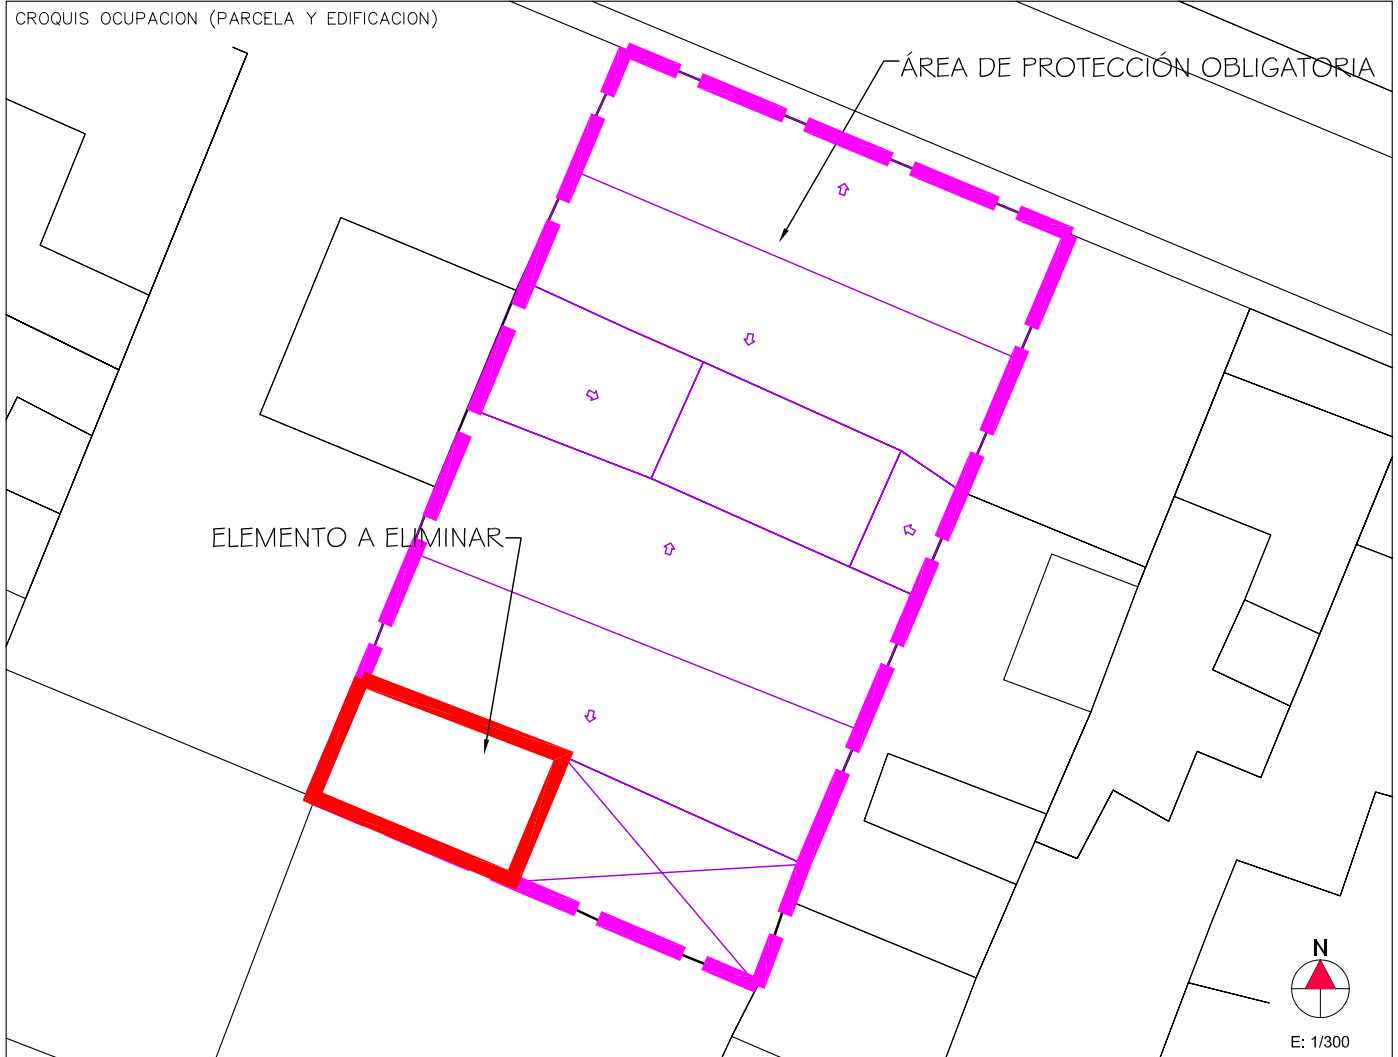 CROQUIS OCUPACION (PARCELA Y EDIFICACION)
ÁREA DE PROTECCIÓN OBLIGATORIA
ELEMENTO A ELIMINAR
N
E: 1/300